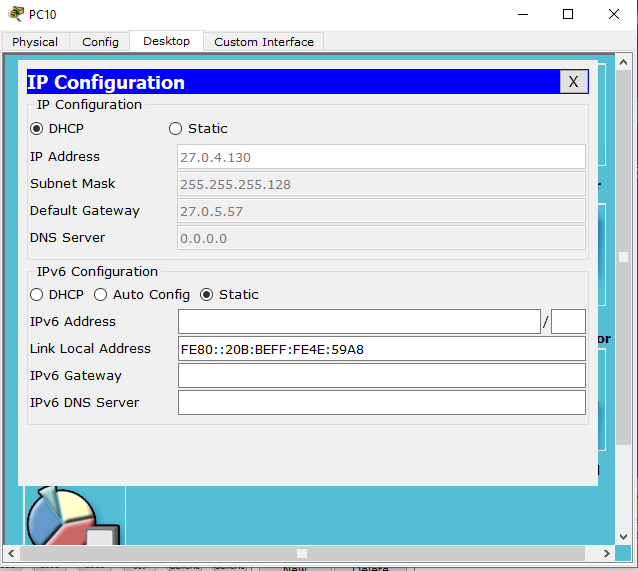 PC10
Physical Config Desktop Custom Interface
IP Configuration X
IP Configuration
DHCP Static
IP Address 27.0.4.130
Subnet Mask 255.255.255.128
Default Gateway 27.0.5.57
DNS Server 0.0.0.0
IPv6 Configuration
DHCP Auto Config Static
IPv6 Address /
Link Local Address FE80::20B:BEFF:FE4E:59A8
IPv6 Gateway
IPv6 DNS Server
or
New Delete